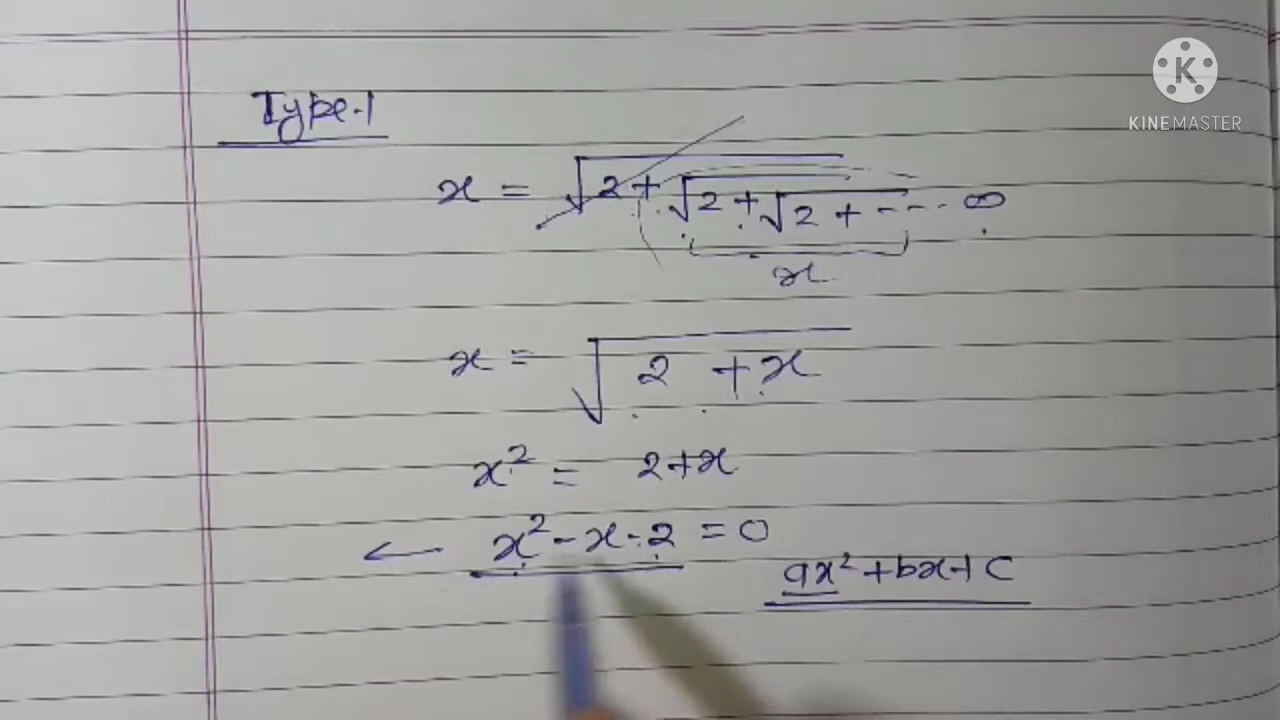 K
KINEMASTER
Type-1
x = √2 + √2 + √2 + ---- ∞
x
x = √2 + x
x² = 2+x
← x² - x - 2 = 0
ax² + bx + c